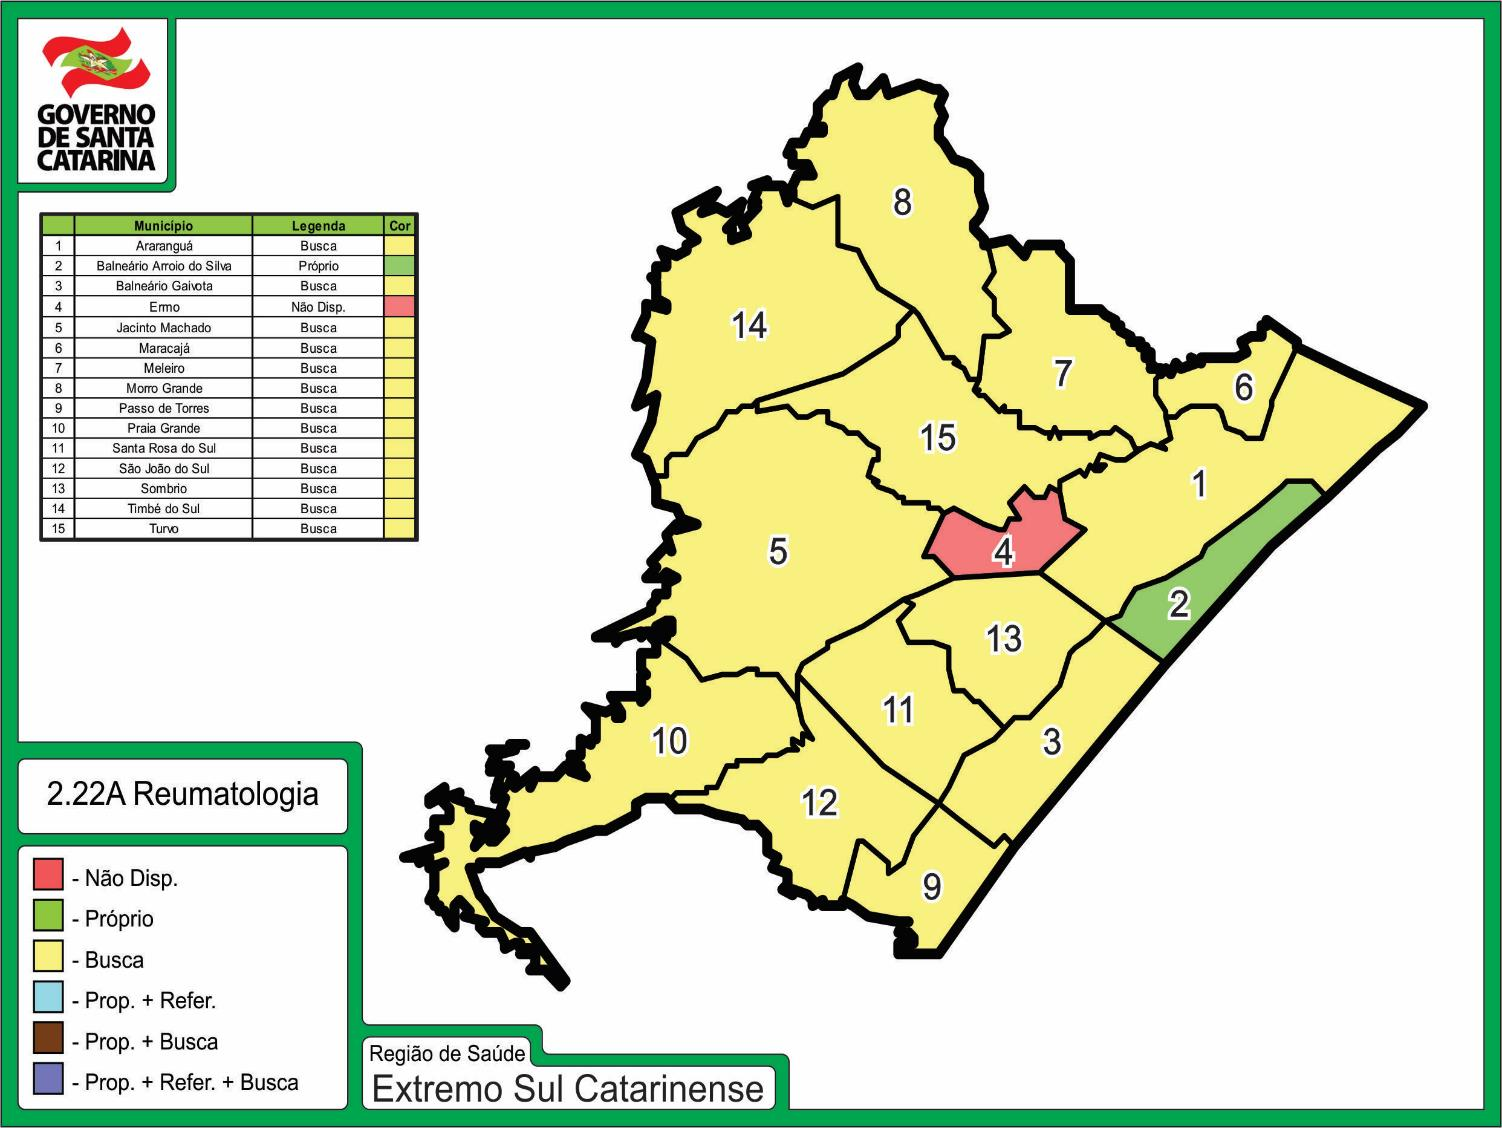 GOVERNO
DE SANTA
CATARINA
Município Legenda Cor
1 Araranguá Busca
2 Balneário Arroio do Silva Próprio
3 Balneário Gaivota Busca
4 Ermo Não Disp.
5 Jacinto Machado Busca
6 Maracajá Busca
7 Meleiro Busca
8 Morro Grande Busca
9 Passo de Torres Busca
10 Praia Grande Busca
11 Santa Rosa do Sul Busca
12 São João do Sul Busca
13 Sombrio Busca
14 Timbé do Sul Busca
15 Turvo Busca
8
14
7
6
15
1
5
4
2
13
11
10
3
12
9
2.22A Reumatologia
- Não Disp.
- Próprio
- Busca
- Prop. + Refer.
- Prop. + Busca
- Prop. + Refer. + Busca
Região de Saúde
Extremo Sul Catarinense